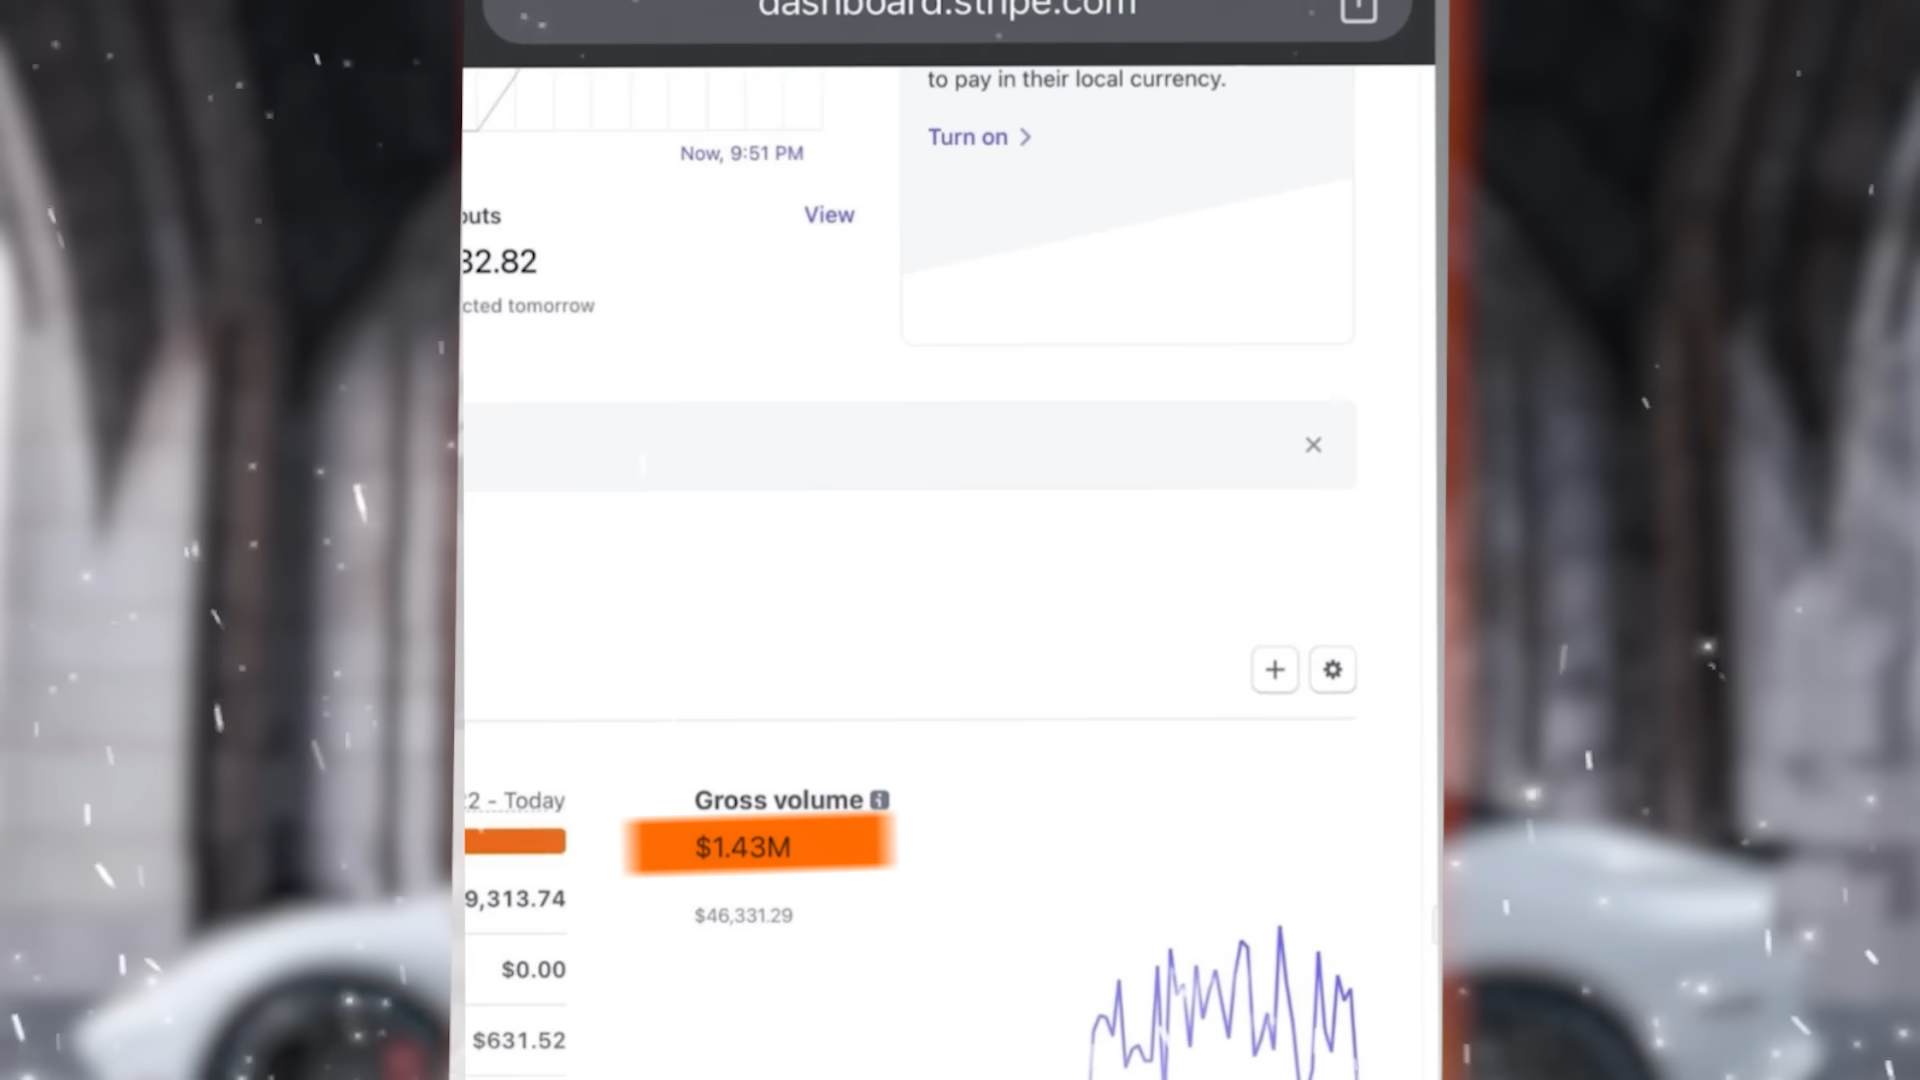 dashboard.stripe.com
to pay in their local currency.
Turn on
Now, 9:51 PM
outs
View
32.82
cted tomorrow
2 - Today
Gross volume
$1.43M
9,313.74
$46,331.29
$0.00
$631.52